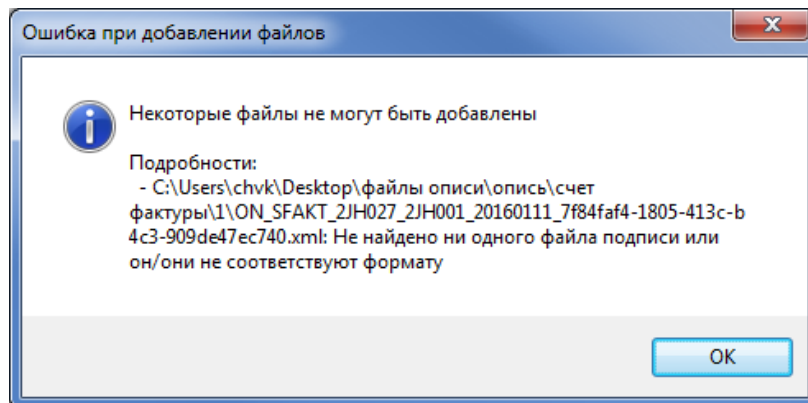 Ошибка при добавлении файлов
Некоторые файлы не могут быть добавлены
Подробности:
- C:\Users\chvk\Desktop\файлы описи\опись\счет
фактуры\1\ON_SFAKT_2JH027_2JH001_20160111_7f84faf4-1805-413c-b
4c3-909de47ec740.xml: Не найдено ни одного файла подписи или
он/они не соответствуют формату
OK